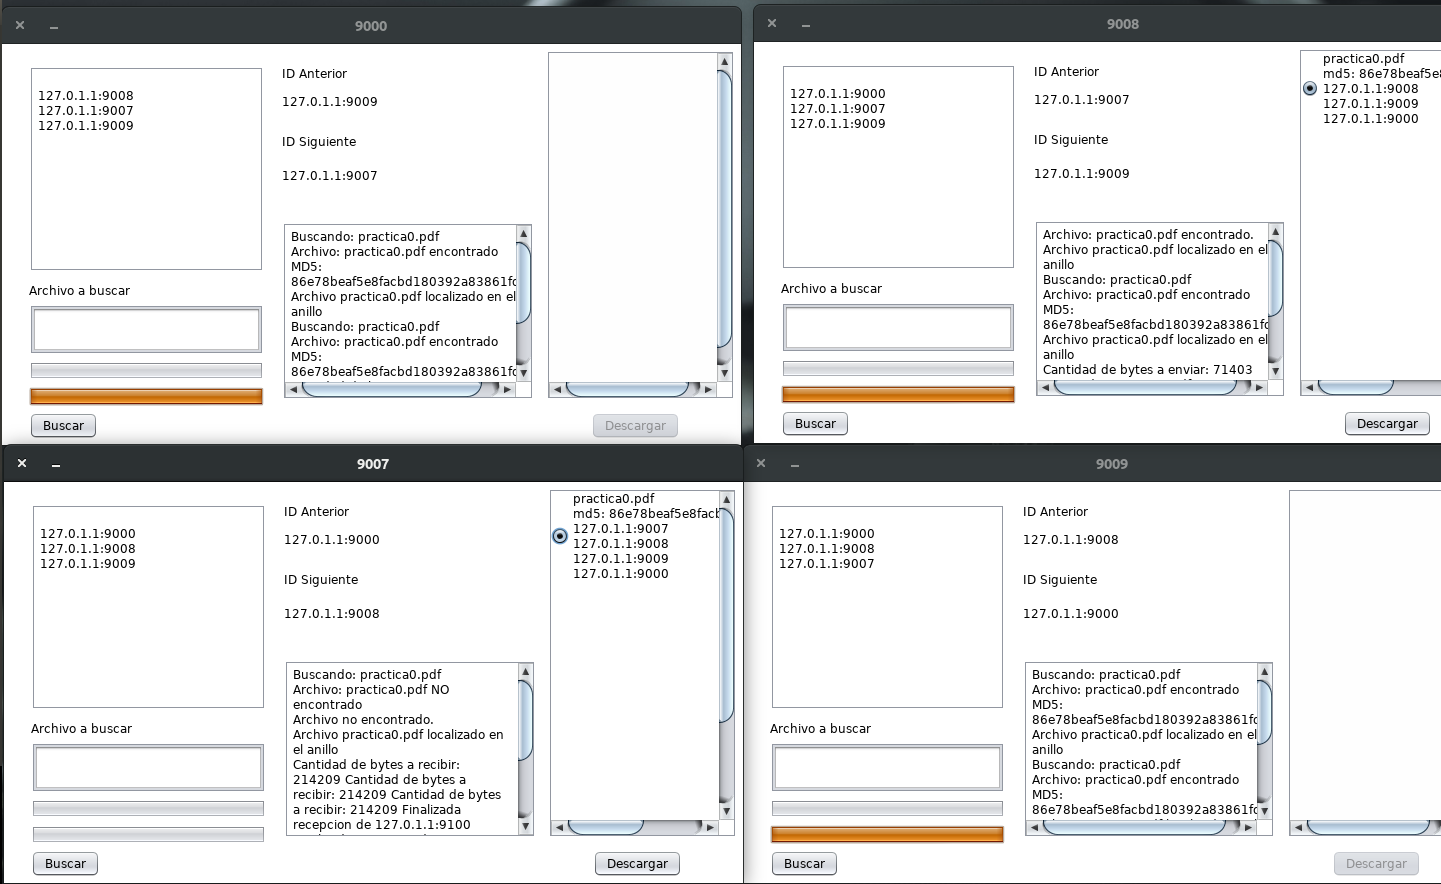 9000
127.0.1.1:9008
127.0.1.1:9007
127.0.1.1:9009
ID Anterior
127.0.1.1:9009
ID Siguiente
127.0.1.1:9007
Buscando: practica0.pdf
Archivo: practica0.pdf encontrado
MD5:
86e78beaf5e8facbd180392a83861fc
Archivo practica0.pdf localizado en el
anillo
Buscando: practica0.pdf
Archivo: practica0.pdf encontrado
MD5:
86e78beaf5e8facbd180392a83861fc
Archivo a buscar
Buscar
Descargar
9008
127.0.1.1:9000
127.0.1.1:9007
127.0.1.1:9009
ID Anterior
127.0.1.1:9007
ID Siguiente
127.0.1.1:9009
Archivo: practica0.pdf encontrado.
Archivo practica0.pdf localizado en el
anillo
Buscando: practica0.pdf
Archivo: practica0.pdf encontrado
MD5:
86e78beaf5e8facbd180392a83861fc
Archivo practica0.pdf localizado en el
anillo
Cantidad de bytes a enviar: 71403
practica0.pdf
md5: 86e78beaf5e8
127.0.1.1:9008
127.0.1.1:9009
127.0.1.1:9000
Archivo a buscar
Buscar
Descargar
9007
127.0.1.1:9000
127.0.1.1:9008
127.0.1.1:9009
ID Anterior
127.0.1.1:9000
ID Siguiente
127.0.1.1:9008
Buscando: practica0.pdf
Archivo: practica0.pdf NO
encontrado
Archivo no encontrado.
Archivo practica0.pdf localizado en
el anillo
Cantidad de bytes a recibir:
214209 Cantidad de bytes a
recibir: 214209 Cantidad de bytes
a recibir: 214209 Finalizada
recepcion de 127.0.1.1:9100
practica0.pdf
md5: 86e78beaf5e8facb
127.0.1.1:9007
127.0.1.1:9008
127.0.1.1:9009
127.0.1.1:9000
Archivo a buscar
Buscar
Descargar
9009
127.0.1.1:9000
127.0.1.1:9008
127.0.1.1:9007
ID Anterior
127.0.1.1:9008
ID Siguiente
127.0.1.1:9000
Buscando: practica0.pdf
Archivo: practica0.pdf encontrado
MD5:
86e78beaf5e8facbd180392a83861fc
Archivo practica0.pdf localizado en el
anillo
Buscando: practica0.pdf
Archivo: practica0.pdf encontrado
MD5:
86e78beaf5e8facbd180392a83861fc
Archivo a buscar
Buscar
Descargar